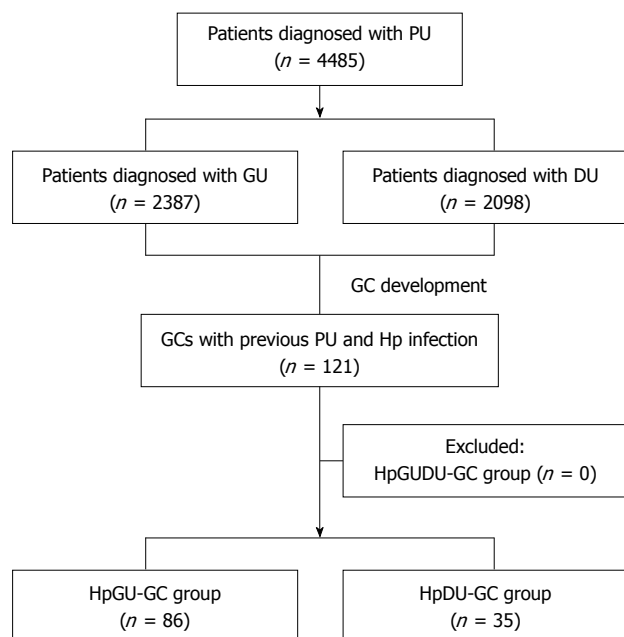 Patients diagnosed with PU
(n = 4485)
Patients diagnosed with GU
(n = 2387)
Patients diagnosed with DU
(n = 2098)
GC development
GCs with previous PU and Hp infection
(n = 121)
Excluded:
HpGUDU-GC group (n = 0)
HpGU-GC group
(n = 86)
HpDU-GC group
(n = 35)